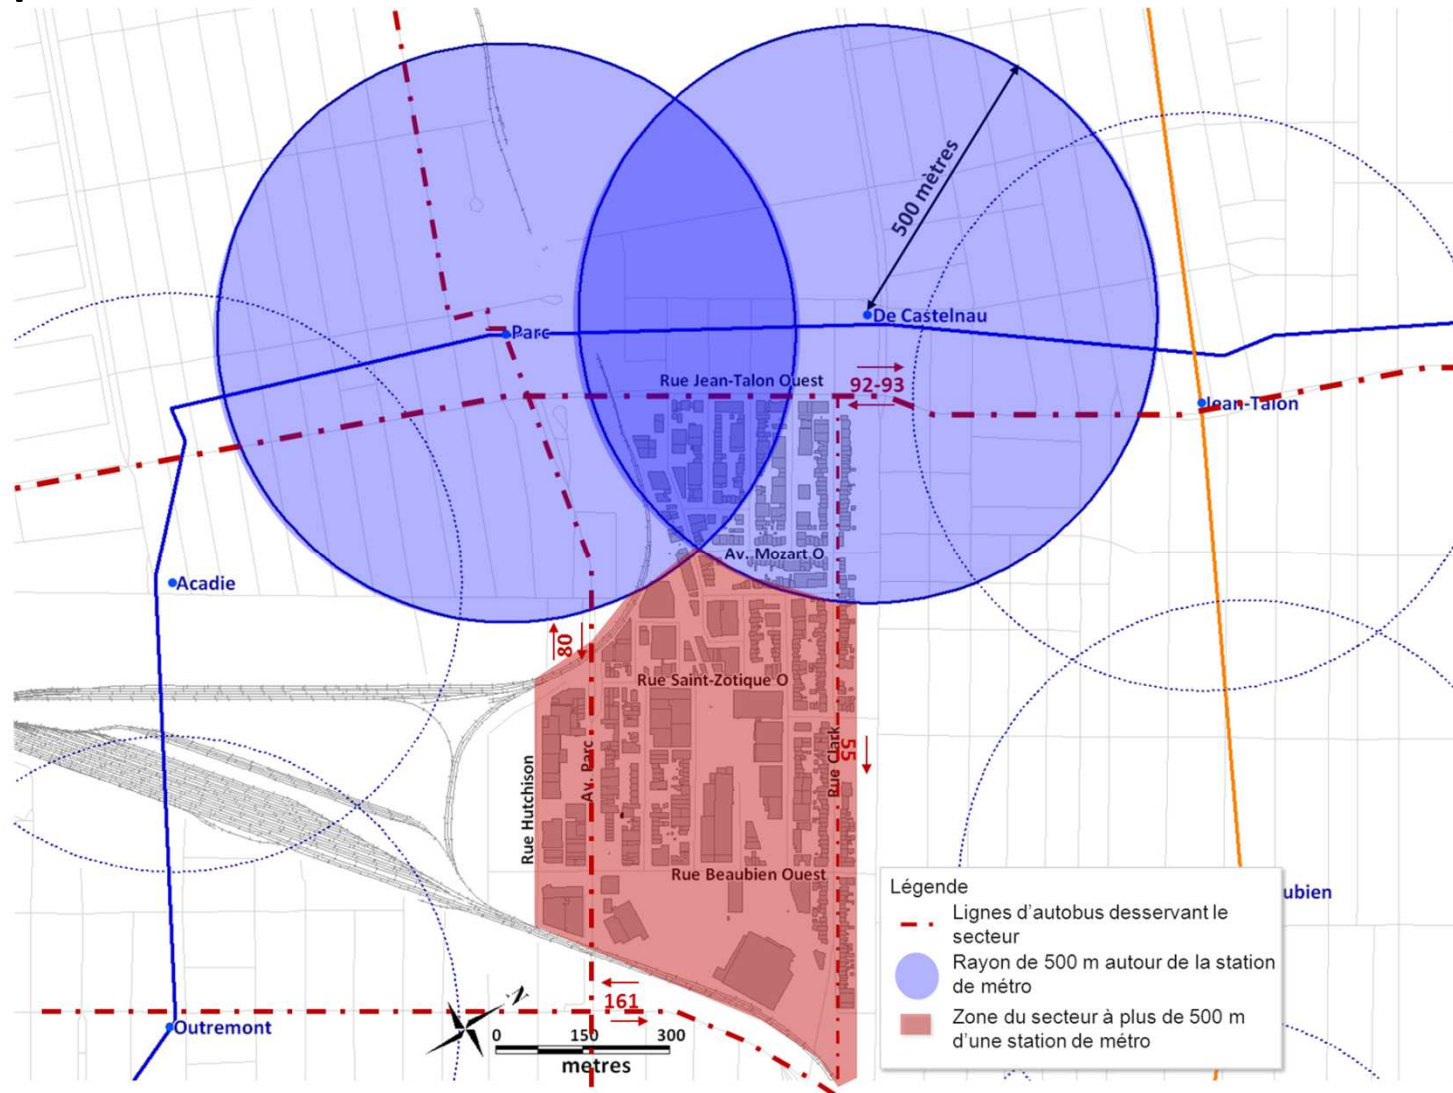 500 mètres
Parc
De Castelnau
Rue Jean-Talon Ouest
92-93
Jean-Talon
Av. Mozart O
Acadie
80
Rue Saint-Zotique O
Rue Hutchison
Av. Parc
Rue Clark
55
Rue Beaubien Ouest
ubien
161
Outremont
N
0 150 300
metres
Légende
Lignes d'autobus desservant le
secteur
Rayon de 500 m autour de la station
de métro
Zone du secteur à plus de 500 m
d'une station de métro